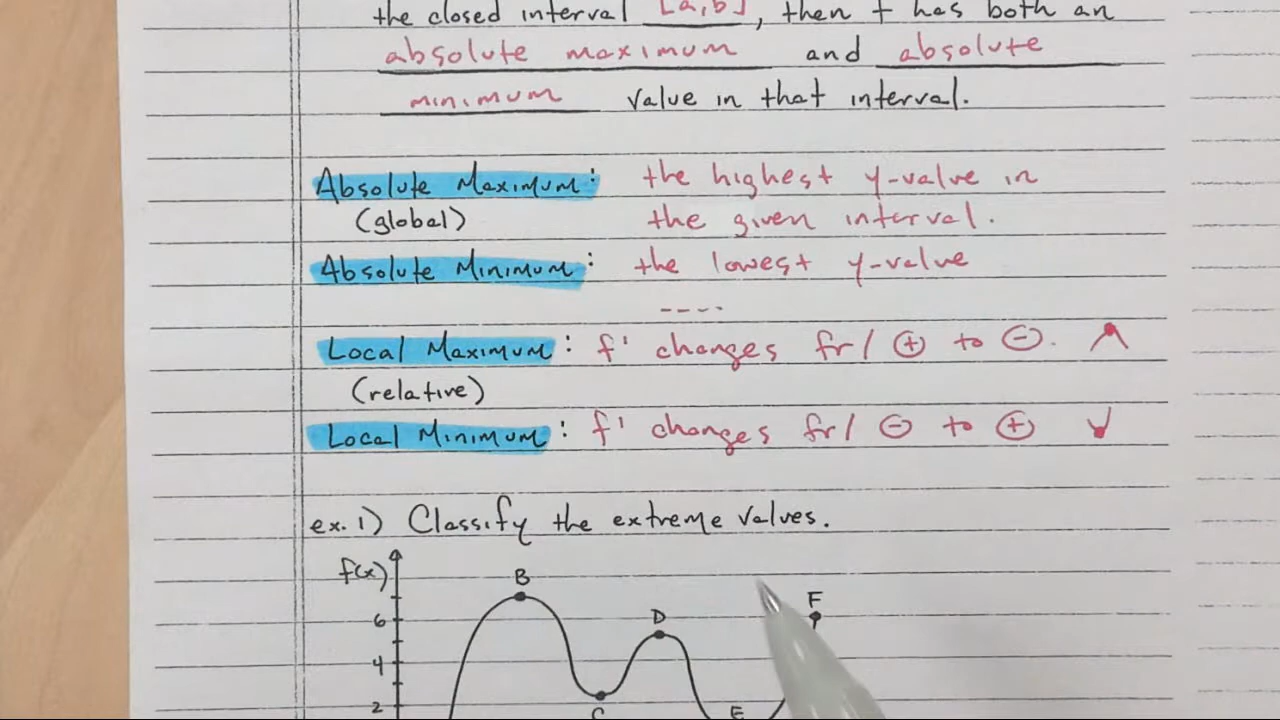 the closed interval [a,b], then f has both an
absolute maximum and absolute
minimum value in that interval.
Absolute Maximum: the highest y-value in
(global) the given interval.
Absolute Minimum: the lowest y-value
....
Local Maximum: f' changes fr/ ⊕ to ⊖.
(relative)
Local Minimum: f' changes fr/ ⊖ to ⊕
ex. 1) Classify the extreme values.
f(x)
B
F
6
D
4
2
C
E